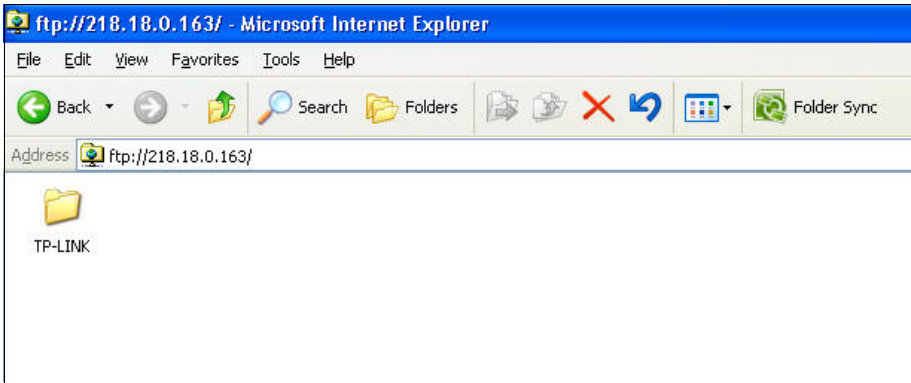 ftp://218.18.0.163/ - Microsoft Internet Explorer
File Edit View Favorites Tools Help
Back Search Folders Folder Sync
Address ftp://218.18.0.163/
TP-LINK